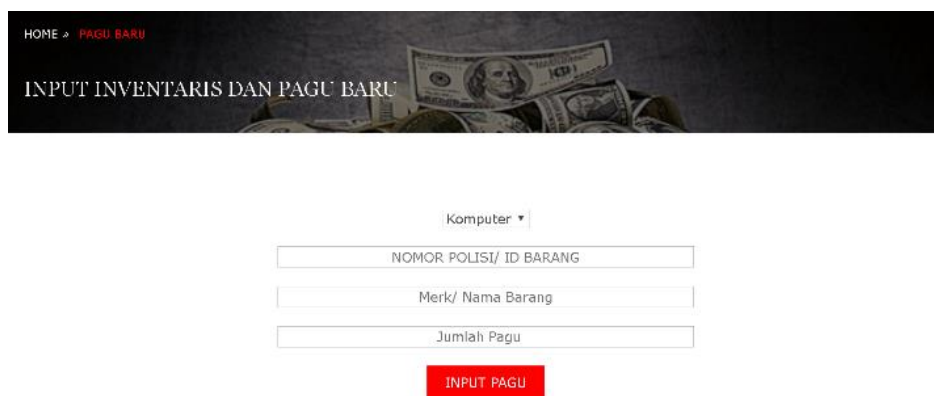 HOME » PAGU BARU
INPUT INVENTARIS DAN PAGU BARU
Komputer ▼
NOMOR POLISI/ ID BARANG
Merk/ Nama Barang
Jumlah Pagu
INPUT PAGU